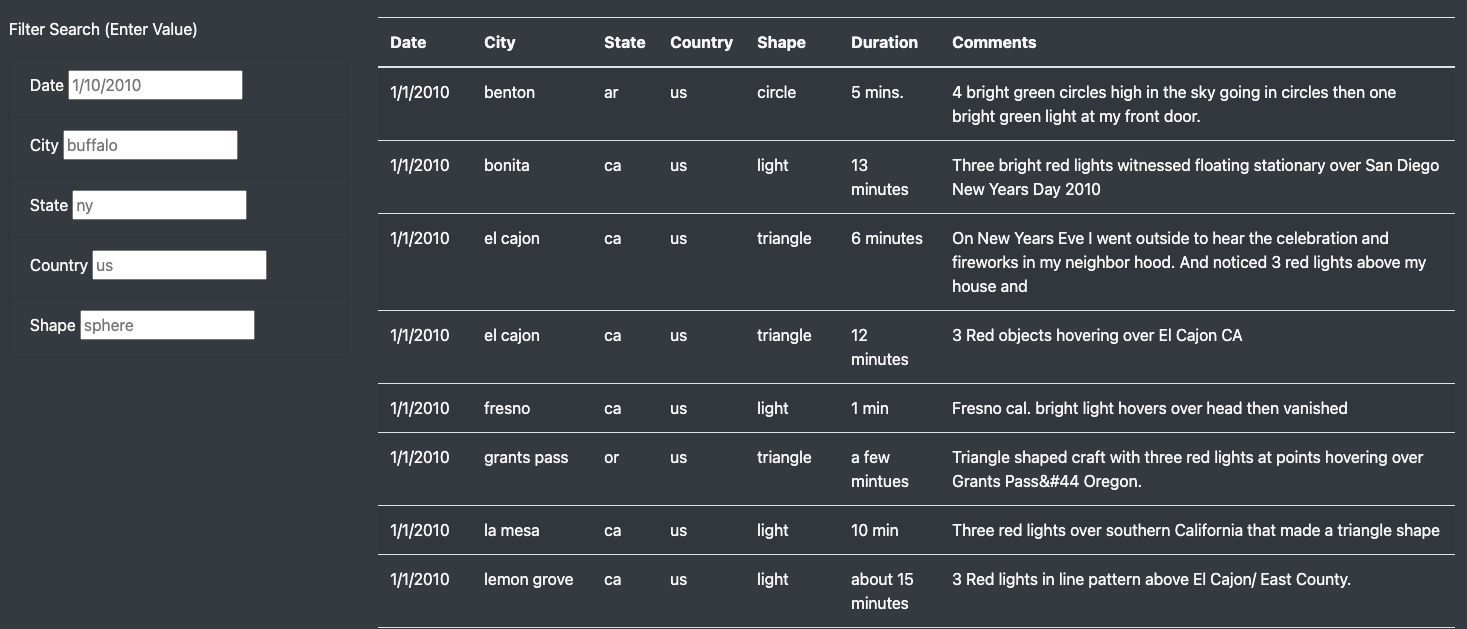 Filter Search (Enter Value)
Date 1/10/2010
City buffalo
State ny
Country us
Shape sphere
Date City State Country Shape Duration Comments
1/1/2010 benton ar us circle 5 mins. 4 bright green circles high in the sky going in circles then one
bright green light at my front door.
1/1/2010 bonita ca us light 13 Three bright red lights witnessed floating stationary over San Diego
minutes New Years Day 2010
1/1/2010 el cajon ca us triangle 6 minutes On New Years Eve I went outside to hear the celebration and
fireworks in my neighbor hood. And noticed 3 red lights above my
house and
1/1/2010 el cajon ca us triangle 12 3 Red objects hovering over El Cajon CA
minutes
1/1/2010 fresno ca us light 1 min Fresno cal. bright light hovers over head then vanished
1/1/2010 grants pass or us triangle a few Triangle shaped craft with three red lights at points hovering over
mintues Grants Pass&#44 Oregon.
1/1/2010 la mesa ca us light 10 min Three red lights over southern California that made a triangle shape
1/1/2010 lemon grove ca us light about 15 3 Red lights in line pattern above El Cajon/ East County.
minutes